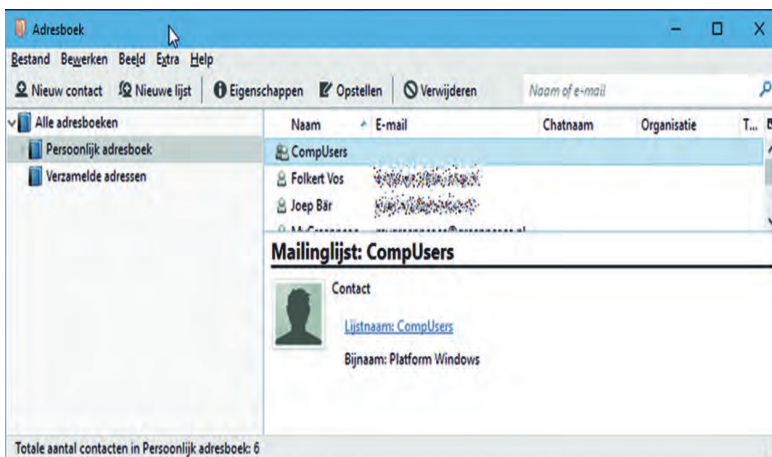 Adresboek
Bestand Bewerken Beeld Extra Help
Nieuw contact Nieuwe lijst Eigenschappen Opstellen Verwijderen Naam of e-mail
Alle adresboeken
Persoonlijk adresboek
Verzamelde adressen
Naam E-mail Chatnaam Organisatie T...
CompUsers
Folkert Vos
Joep Bär
Mailinglijst: CompUsers
Contact
Lijstnaam: CompUsers
Bijnaam: Platform Windows
Totale aantal contacten in Persoonlijk adresboek: 6